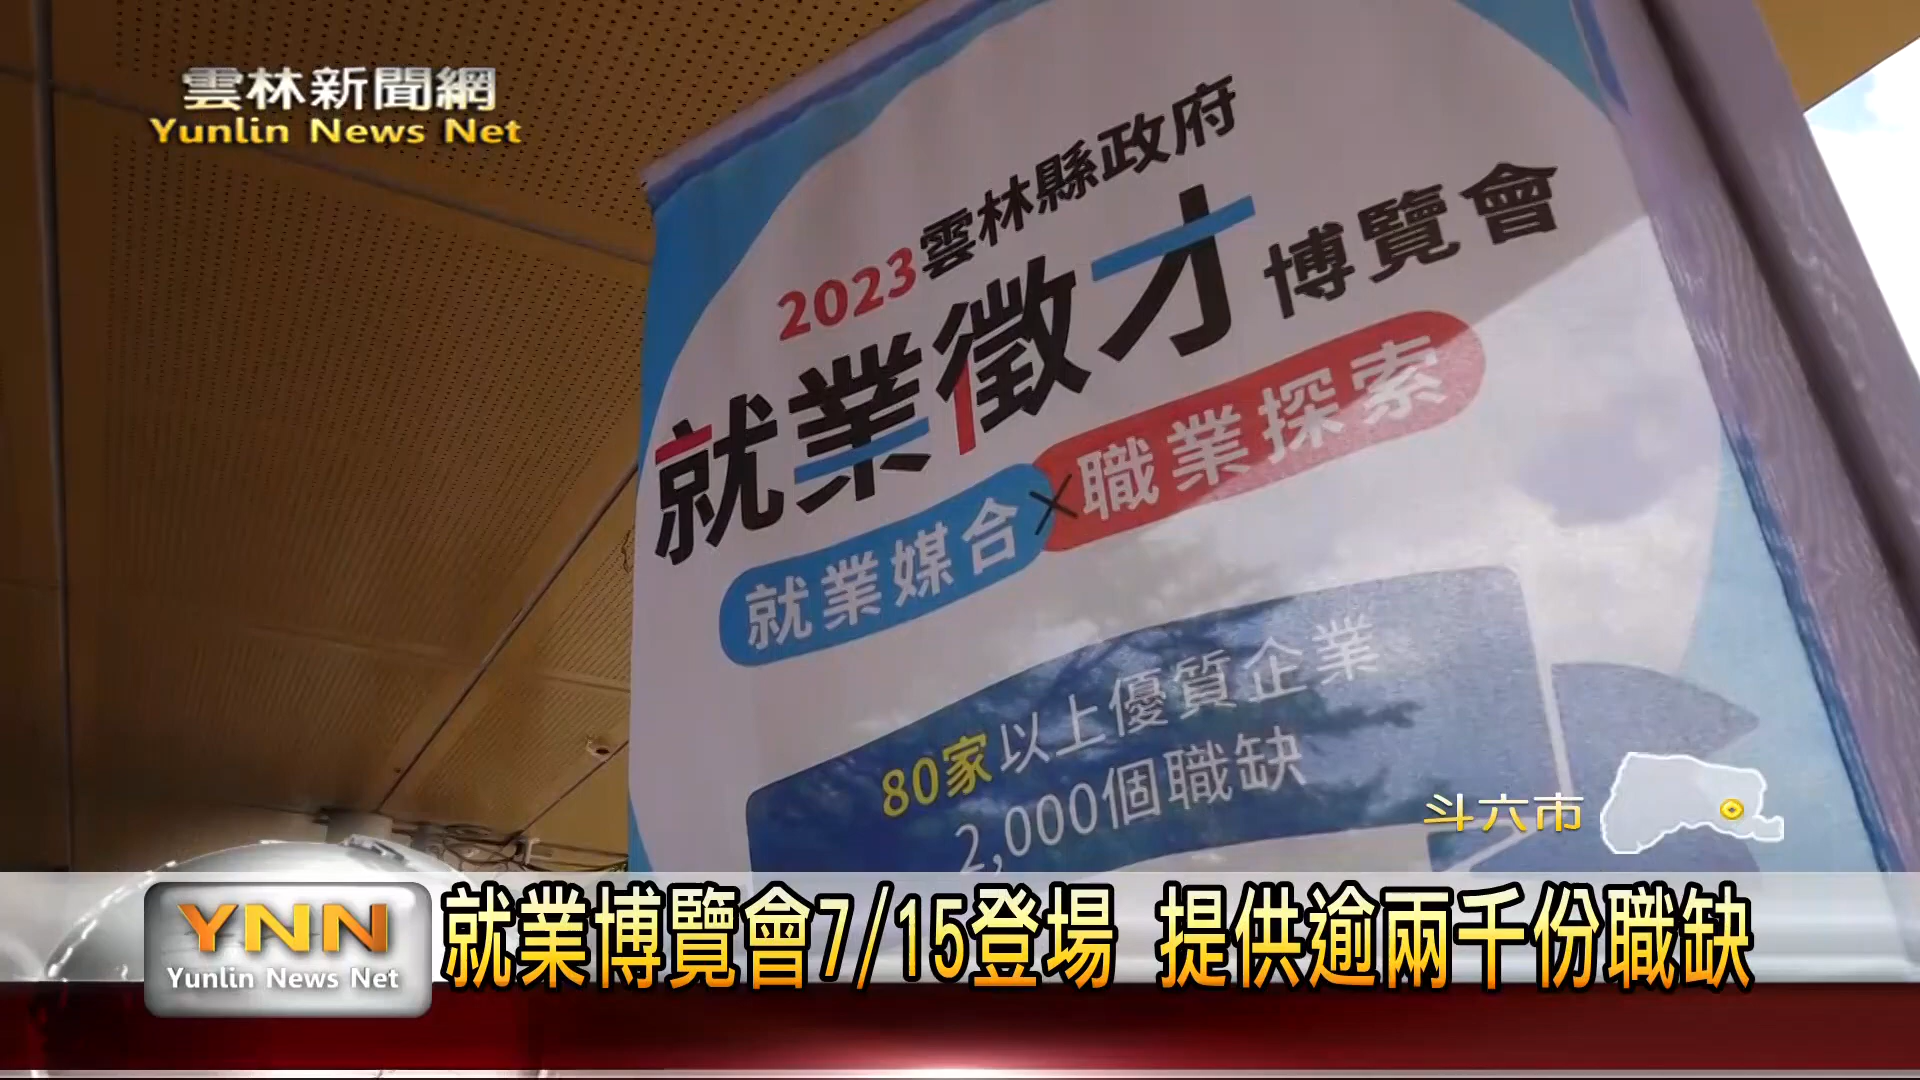 雲林新聞網
Yunlin News Net
2023雲林縣政府
就業徵才博覽會
就業媒合×職業探索
80家以上優質企業
2,000個職缺
斗六市
YNN
Yunlin News Net
就業博覽會7/15登場 提供逾兩千份職缺